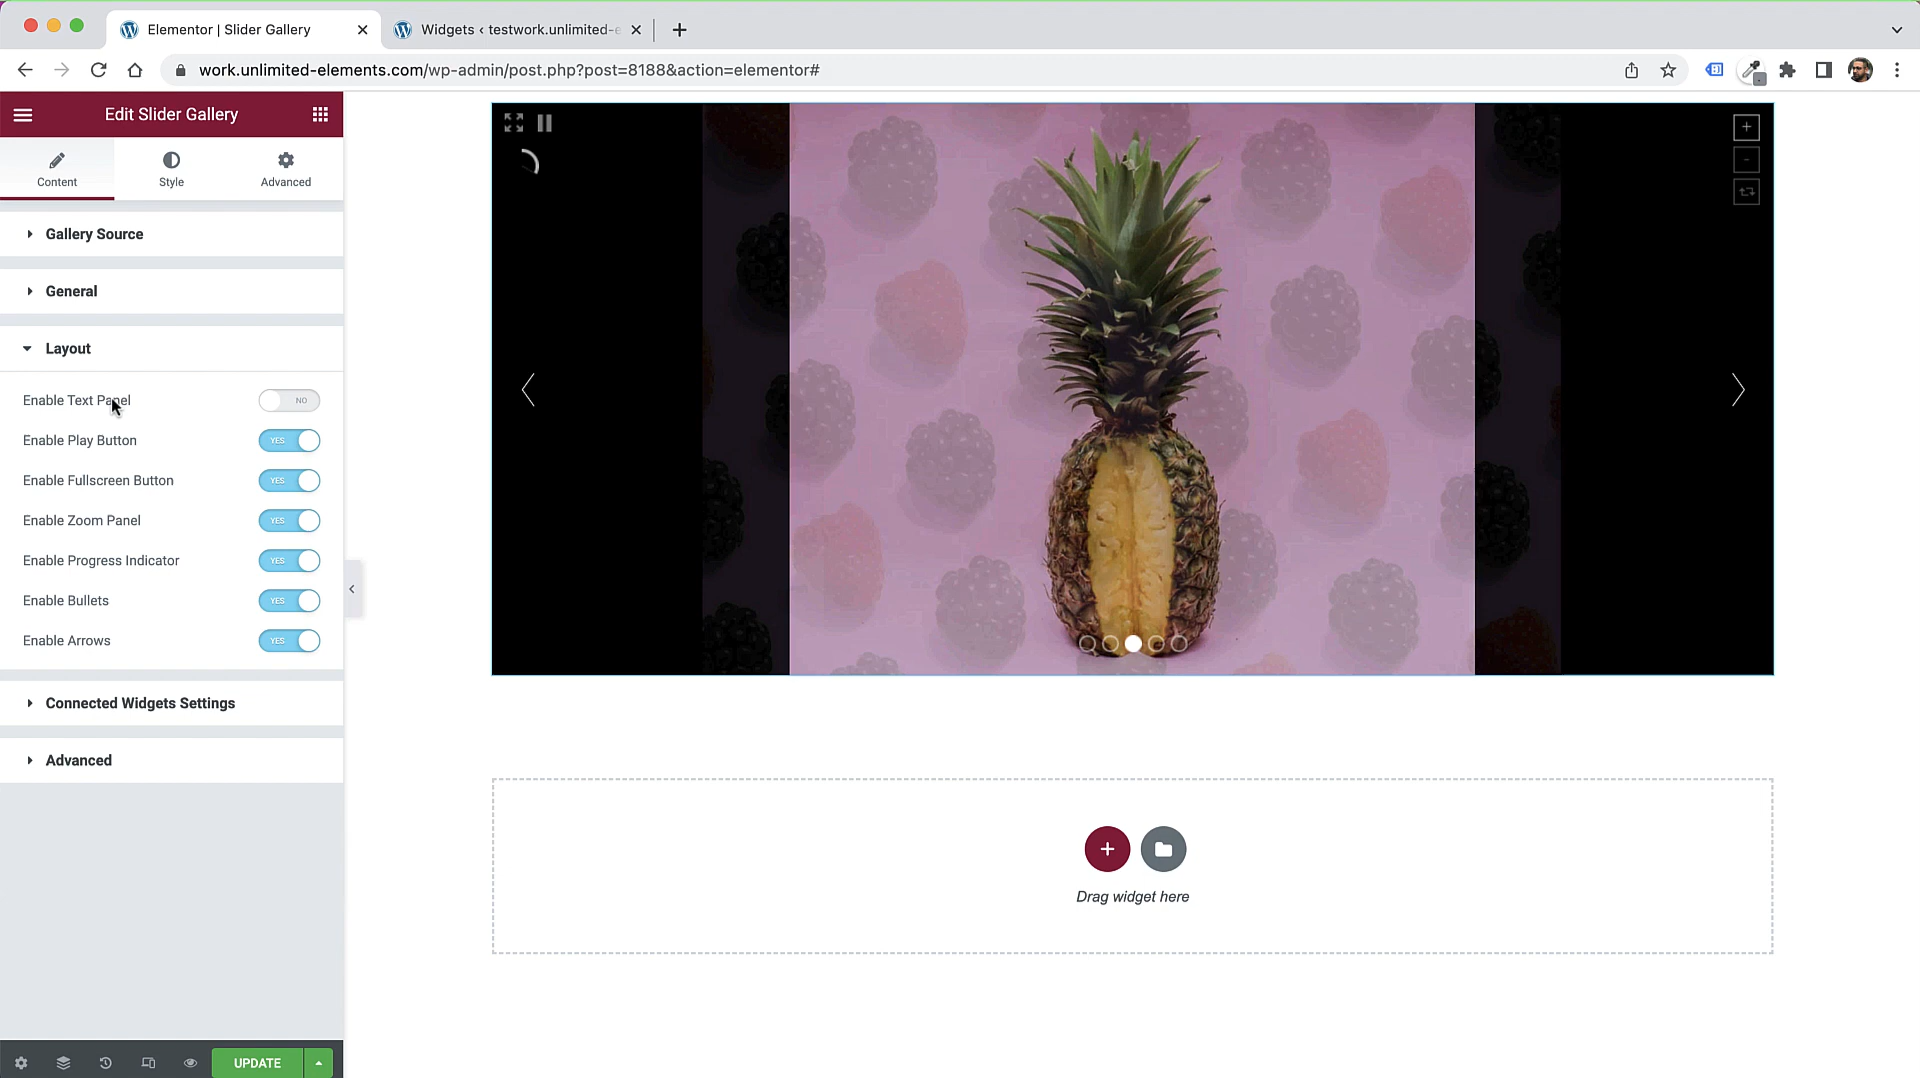 Elementor | Slider Gallery
Widgets ‹ testwork.unlimited-e
work.unlimited-elements.com/wp-admin/post.php?post=8188&action=elementor#
Edit Slider Gallery
Content
Style
Advanced
Gallery Source
General
Layout
Enable Text Panel
NO
Enable Play Button
YES
Enable Fullscreen Button
YES
Enable Zoom Panel
YES
Enable Progress Indicator
YES
Enable Bullets
YES
Enable Arrows
YES
Connected Widgets Settings
Advanced
Drag widget here
UPDATE